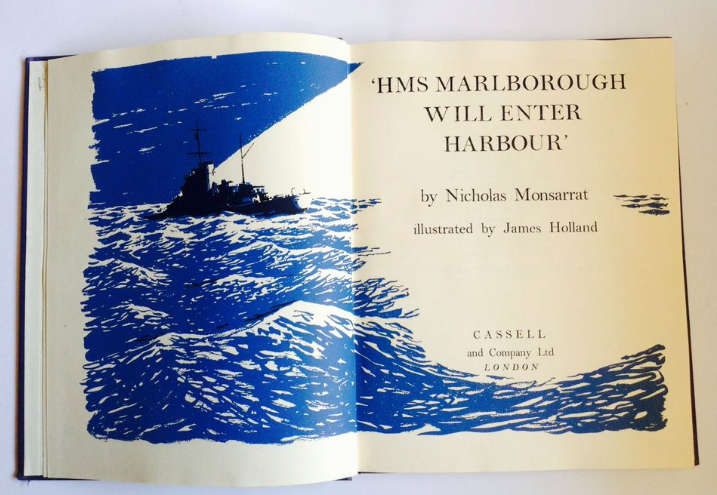 ‘HMS MARLBOROUGH
WILL ENTER
HARBOUR’
by Nicholas Monsarrat
illustrated by James Holland
CASSELL
and Company Ltd
LONDON